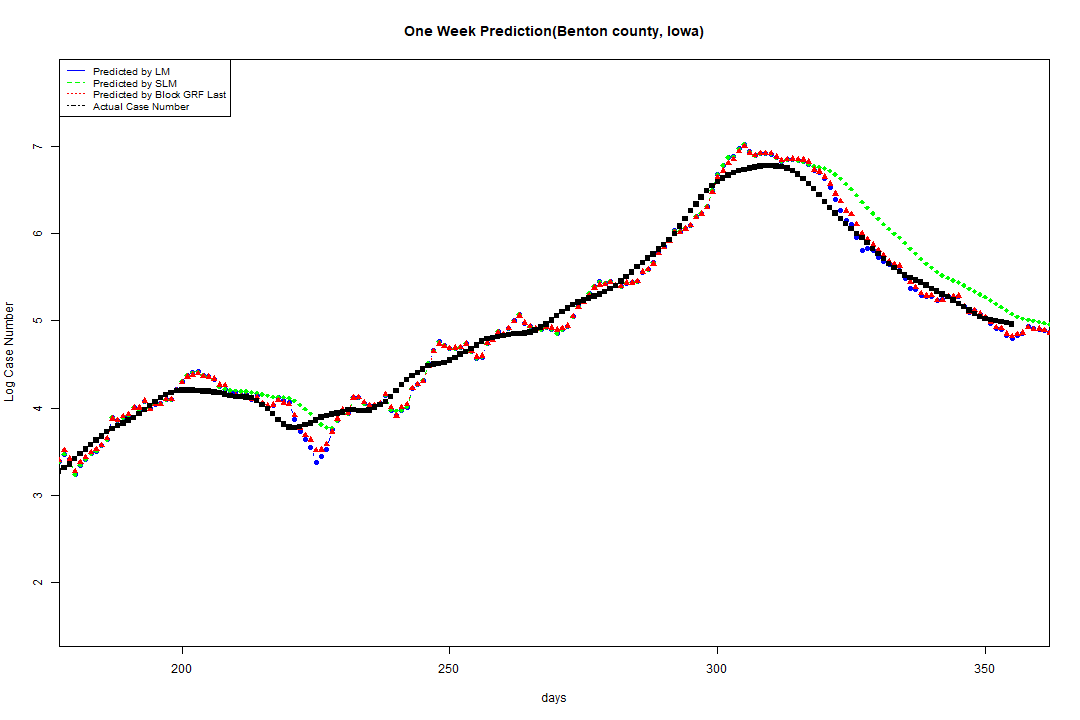 One Week Prediction(Benton county, Iowa)
Predicted by LM
Predicted by SLM
Predicted by Block GRF Last
Actual Case Number
7
6
5
4
3
2
Log Case Number
200 250 300 350
days